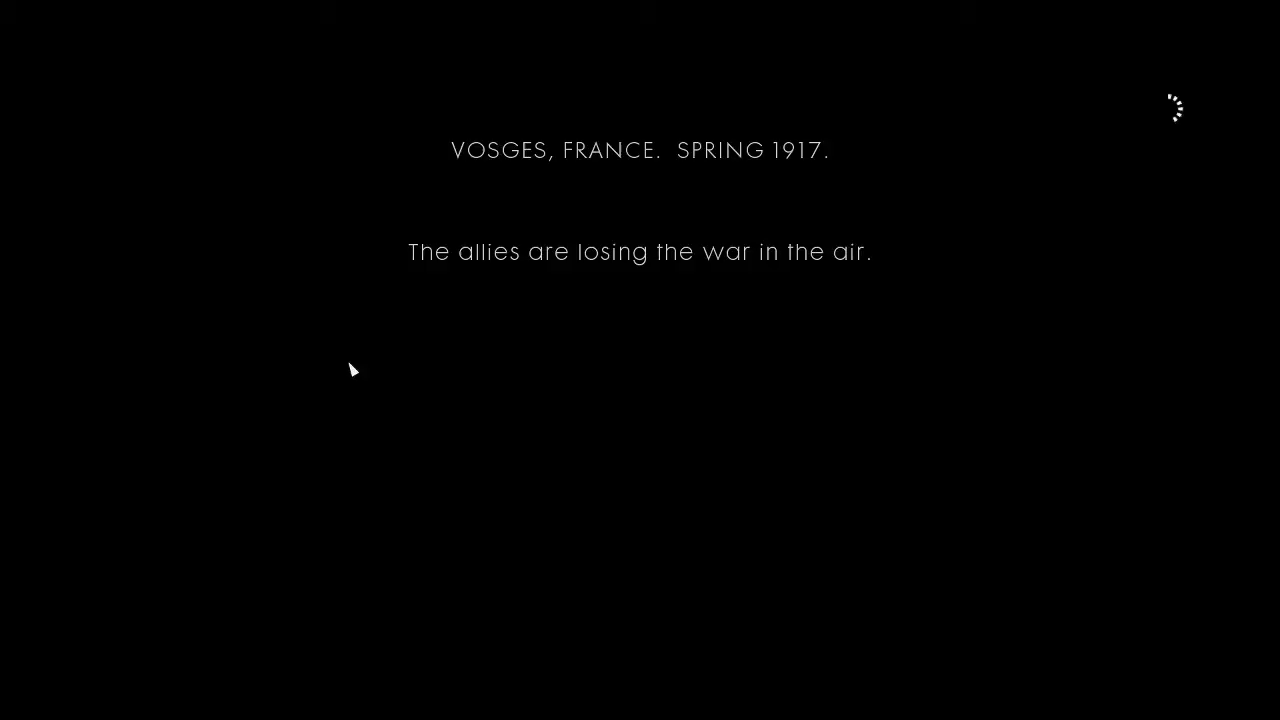 VOSGES, FRANCE. SPRING 1917.
The allies are losing the war in the air.